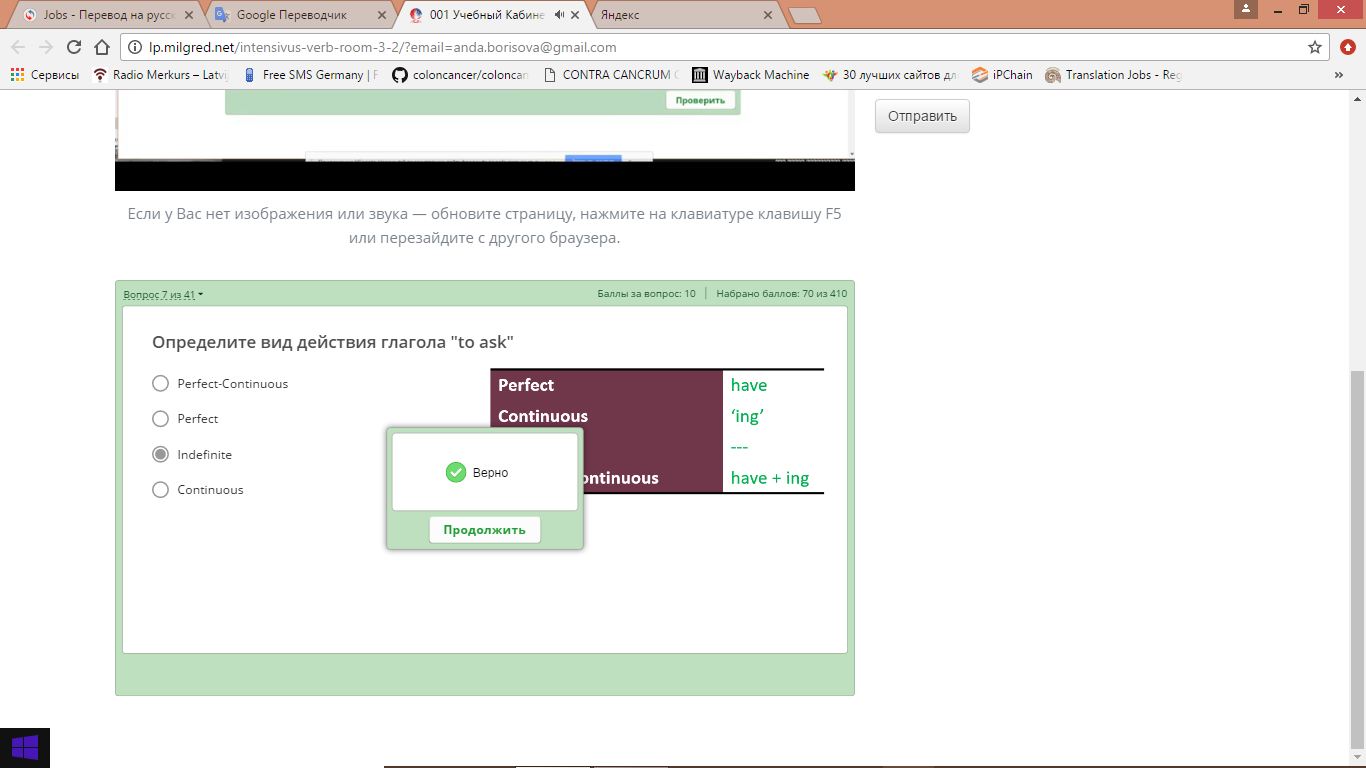 Jobs - Перевод на русск
Google Переводчик
001 Учебный Кабине
Яндекс
lp.milgred.net/intensivus-verb-room-3-2/?email=anda.borisova@gmail.com
Сервисы
Radio Merkurs – Latvij
Free SMS Germany | F
coloncancer/coloncan
CONTRA CANCRUM C
Wayback Machine
30 лучших сайтов дл
iPChain
Translation Jobs - Reg
»
Проверить
Отправить
Если у Вас нет изображения или звука — обновите страницу, нажмите на клавиатуре клавишу F5
или перезайдите с другого браузера.
Вопрос 7 из 41
Баллы за вопрос: 10 | Набрано баллов: 70 из 410
Определите вид действия глагола "to ask"
Perfect-Continuous
Perfect
Indefinite
Continuous
Perfect have
Continuous ‘ing’
---
ontinuous have + ing
Верно
Продолжить